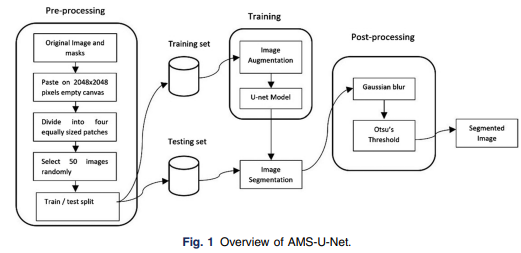 Pre-processing
Original Image and
masks
Paste on 2048x2048
pixels empty canvas
Divide into four
equally sized patches
Select 50 images
randomly
Train / test split
Training set
Testing set
Training
Image
Augmentation
U-net Model
Image
Segmentation
Post-processing
Gaussian blur
Otsu's
Threshold
Segmented
Image
Fig. 1 Overview of AMS-U-Net.